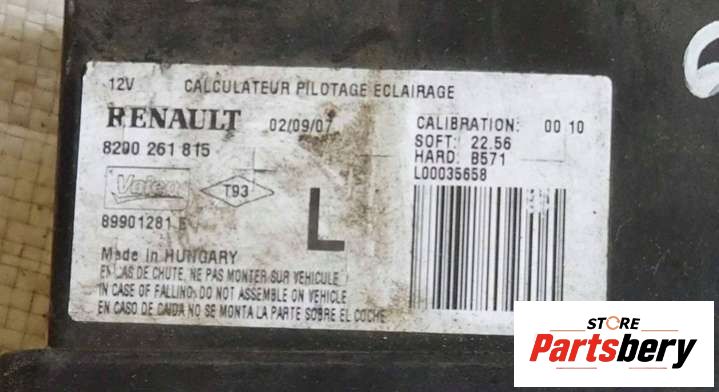 12V CALCULATEUR PILOTAGE ECLAIRAGE
RENAULT 02/09/07
8200 261 815
Valeo T93
89901281 E
L
Made in HUNGARY
EN CAS DE CHUTE, NE PAS MONTER SUR VEHICULE
IN CASE OF FALLING, DO NOT ASSEMBLE ON VEHICLE
EN CASO DE CAIDA NO SE MONTA LA PARTE SOBRE EL COCHE
CALIBRATION: 00 10
SOFT: 22.56
HARD: B571
L00035658
STORE
Partsbery